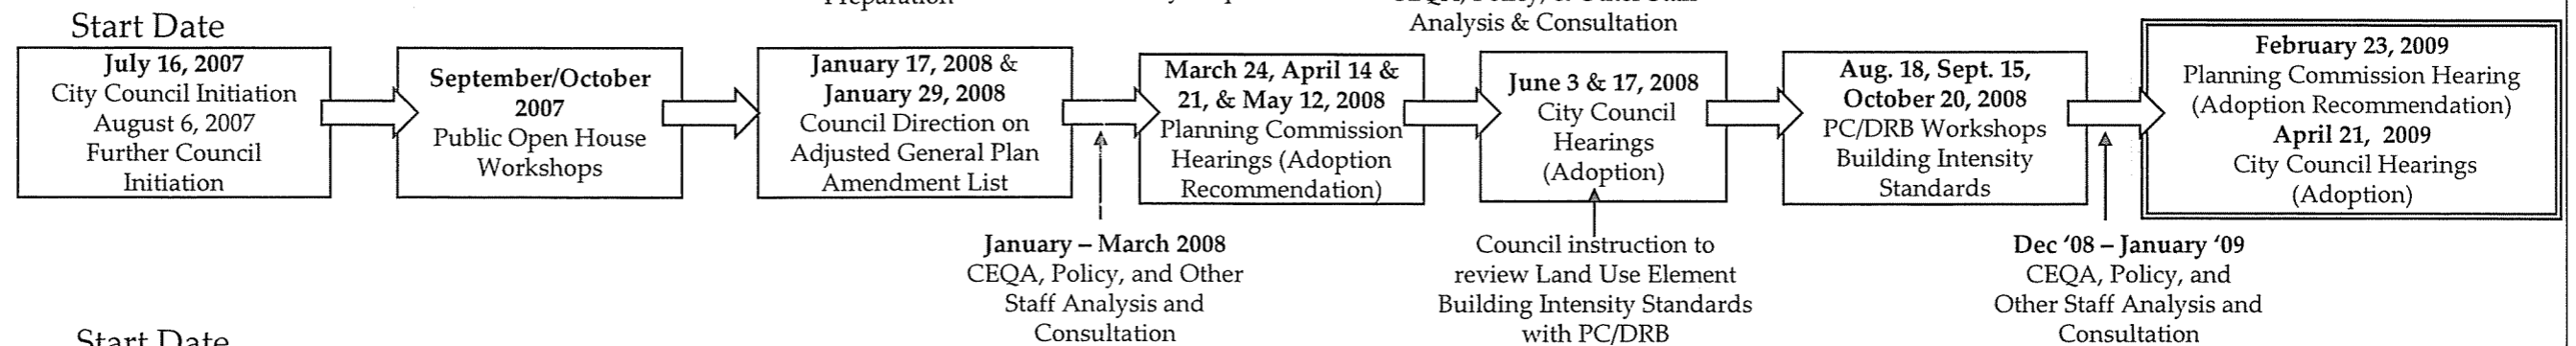 Preparation
Analysis & Consultation
Start Date
July 16, 2007
City Council Initiation
August 6, 2007
Further Council
Initiation
September/October
2007
Public Open House
Workshops
January 17, 2008 &
January 29, 2008
Council Direction on
Adjusted General Plan
Amendment List
March 24, April 14 &
21, & May 12, 2008
Planning Commission
Hearings (Adoption
Recommendation)
June 3 & 17, 2008
City Council
Hearings
(Adoption)
Aug. 18, Sept. 15,
October 20, 2008
PC/DRB Workshops
Building Intensity
Standards
February 23, 2009
Planning Commission Hearing
(Adoption Recommendation)
April 21, 2009
City Council Hearings
(Adoption)
January – March 2008
CEQA, Policy, and Other
Staff Analysis and
Consultation
Council instruction to
review Land Use Element
Building Intensity Standards
with PC/DRB
Dec ‘08 – January ‘09
CEQA, Policy, and
Other Staff Analysis and
Consultation
Start Date